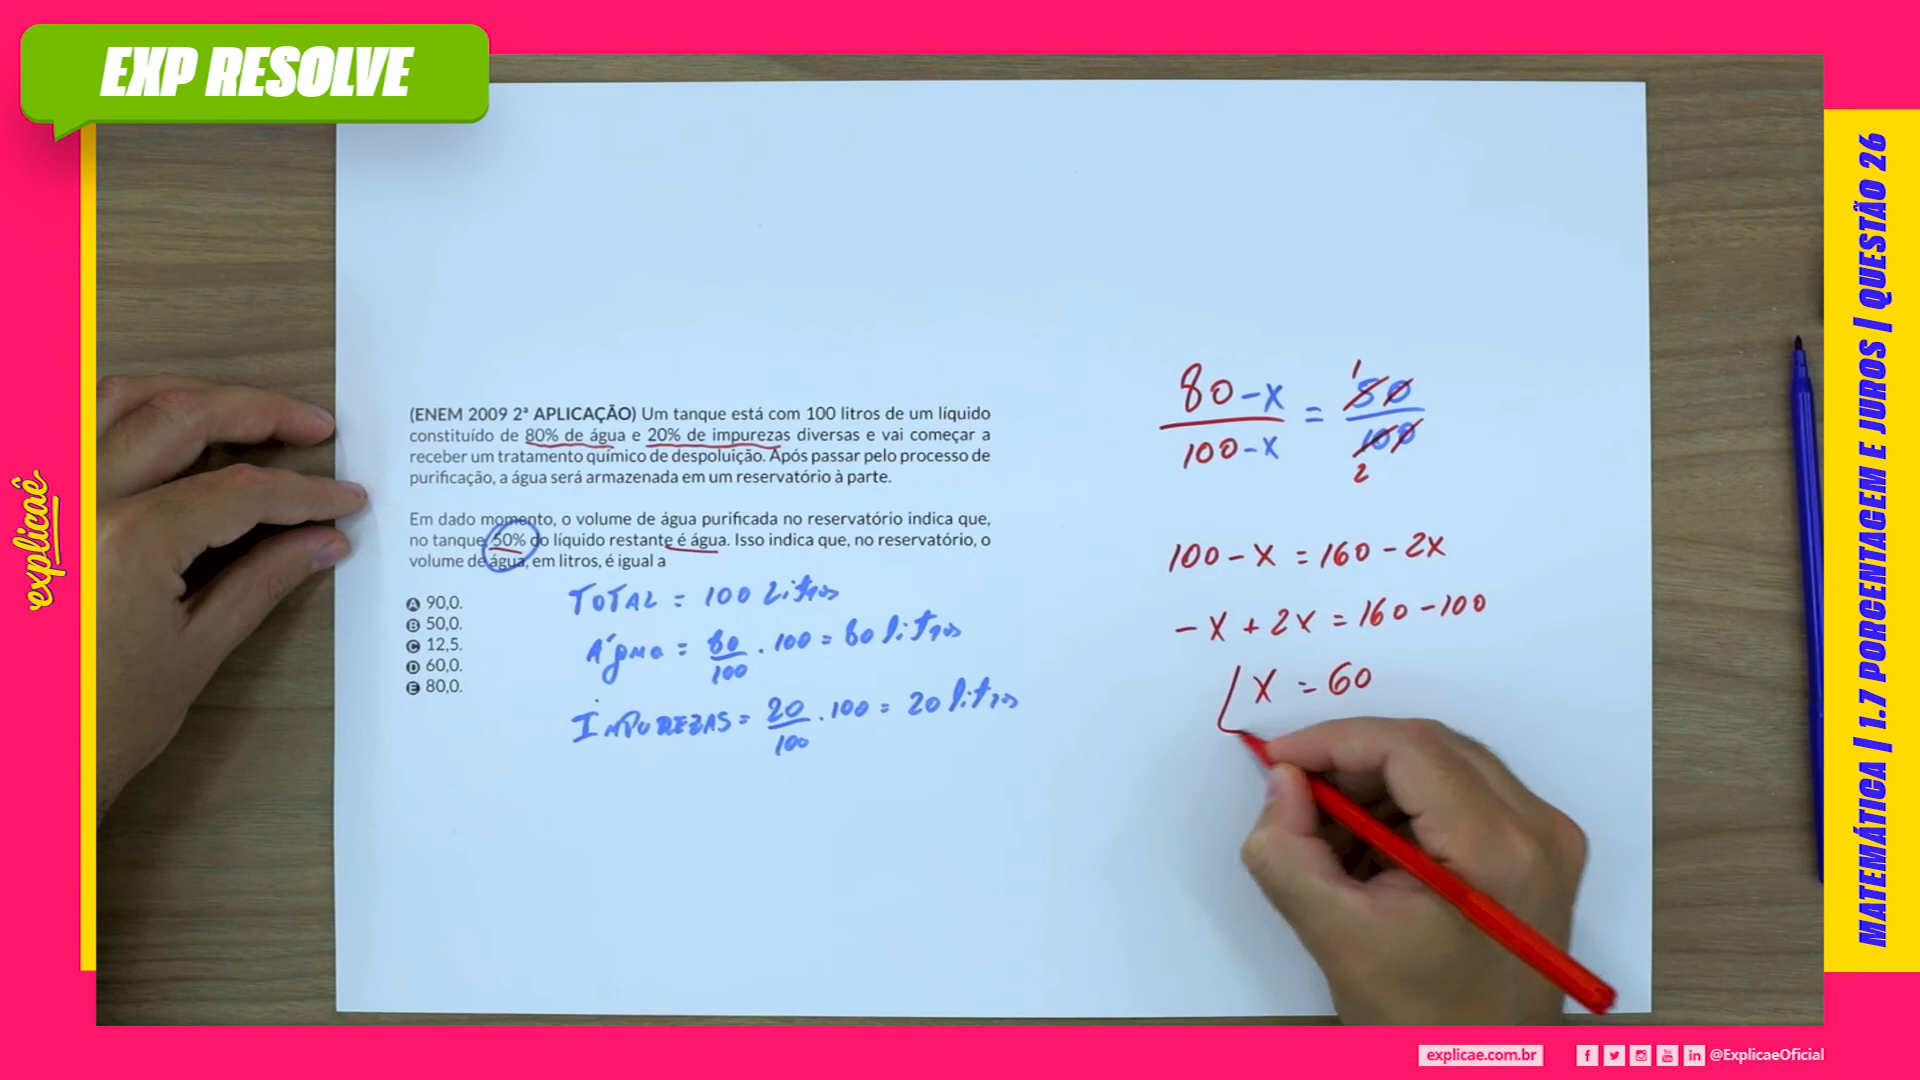 EXP RESOLVE
explicaê
(ENEM 2009 2ª APLICAÇÃO) Um tanque está com 100 litros de um líquido
constituído de 80% de água e 20% de impurezas diversas e vai começar a
receber um tratamento químico de despoluição. Após passar pelo processo de
purificação, a água será armazenada em um reservatório à parte.
Em dado momento, o volume de água purificada no reservatório indica que,
no tanque, 50% do líquido restante é água. Isso indica que, no reservatório, o
volume de água, em litros, é igual a
A 90,0.
B 50,0.
C 12,5.
D 60,0.
E 80,0.
TOTAL = 100 Litros
Água = 80/100 . 100 = 80 litros
IMPUREZAS = 20/100 . 100 = 20 litros
80-x / 100-x = 50 1 / 100 2
100 - x = 160 - 2x
- x + 2x = 160 - 100
x = 60
MATEMÁTICA | 1.7 PORCENTAGEM E JUROS | QUESTÃO 26
explicae.com.br
@ExplicaeOficial